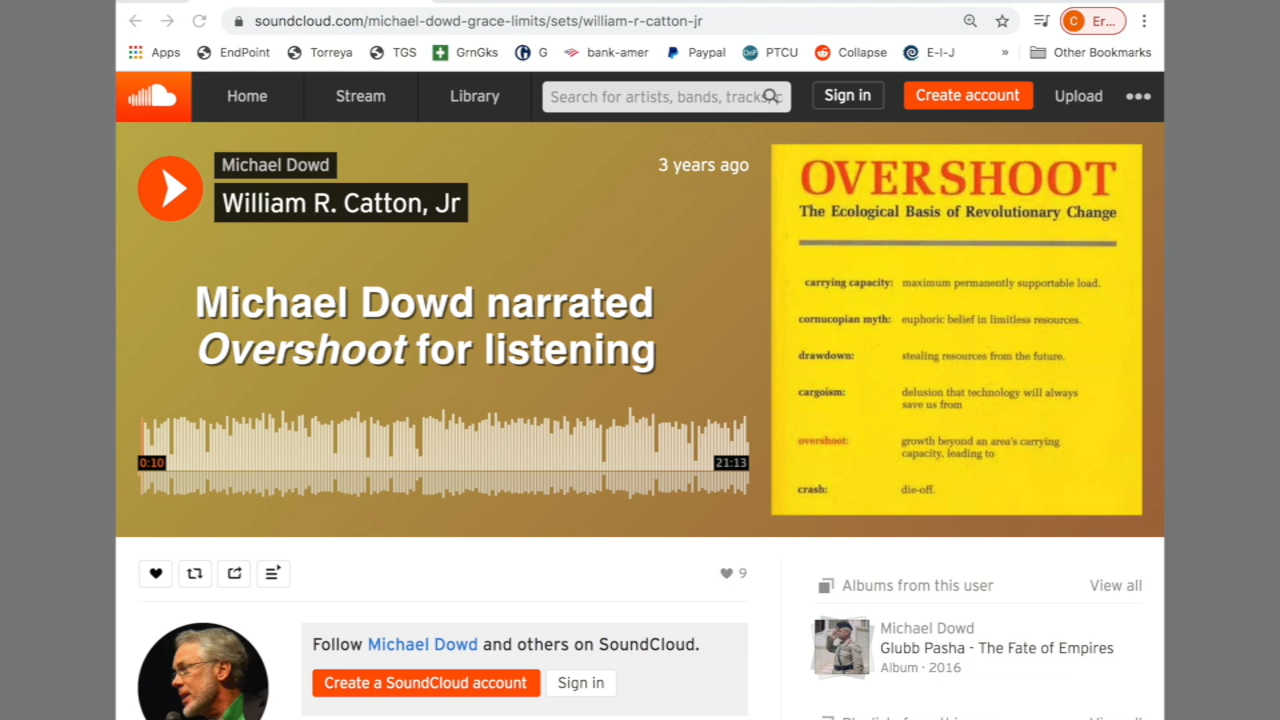 soundcloud.com/michael-dowd-grace-limits/sets/william-r-catton-jr
C Er...
Apps EndPoint Torreya TGS GrnGks G bank-amer Paypal PTCU Collapse E-I-J » Other Bookmarks
Home Stream Library Search for artists, bands, tracks, Sign in Create account Upload
Michael Dowd
3 years ago
William R. Catton, Jr
Michael Dowd narrated
Overshoot for listening
0:10
21:13
OVERSHOOT
The Ecological Basis of Revolutionary Change
carrying capacity: maximum permanently supportable load.
cornucopian myth: euphoric belief in limitless resources.
drawdown: stealing resources from the future.
cargoism: delusion that technology will always
save us from
overshoot: growth beyond an area's carrying
capacity, leading to
crash: die-off.
9
Follow Michael Dowd and others on SoundCloud.
Create a SoundCloud account Sign in
Albums from this user View all
Michael Dowd
Glubb Pasha - The Fate of Empires
Album · 2016